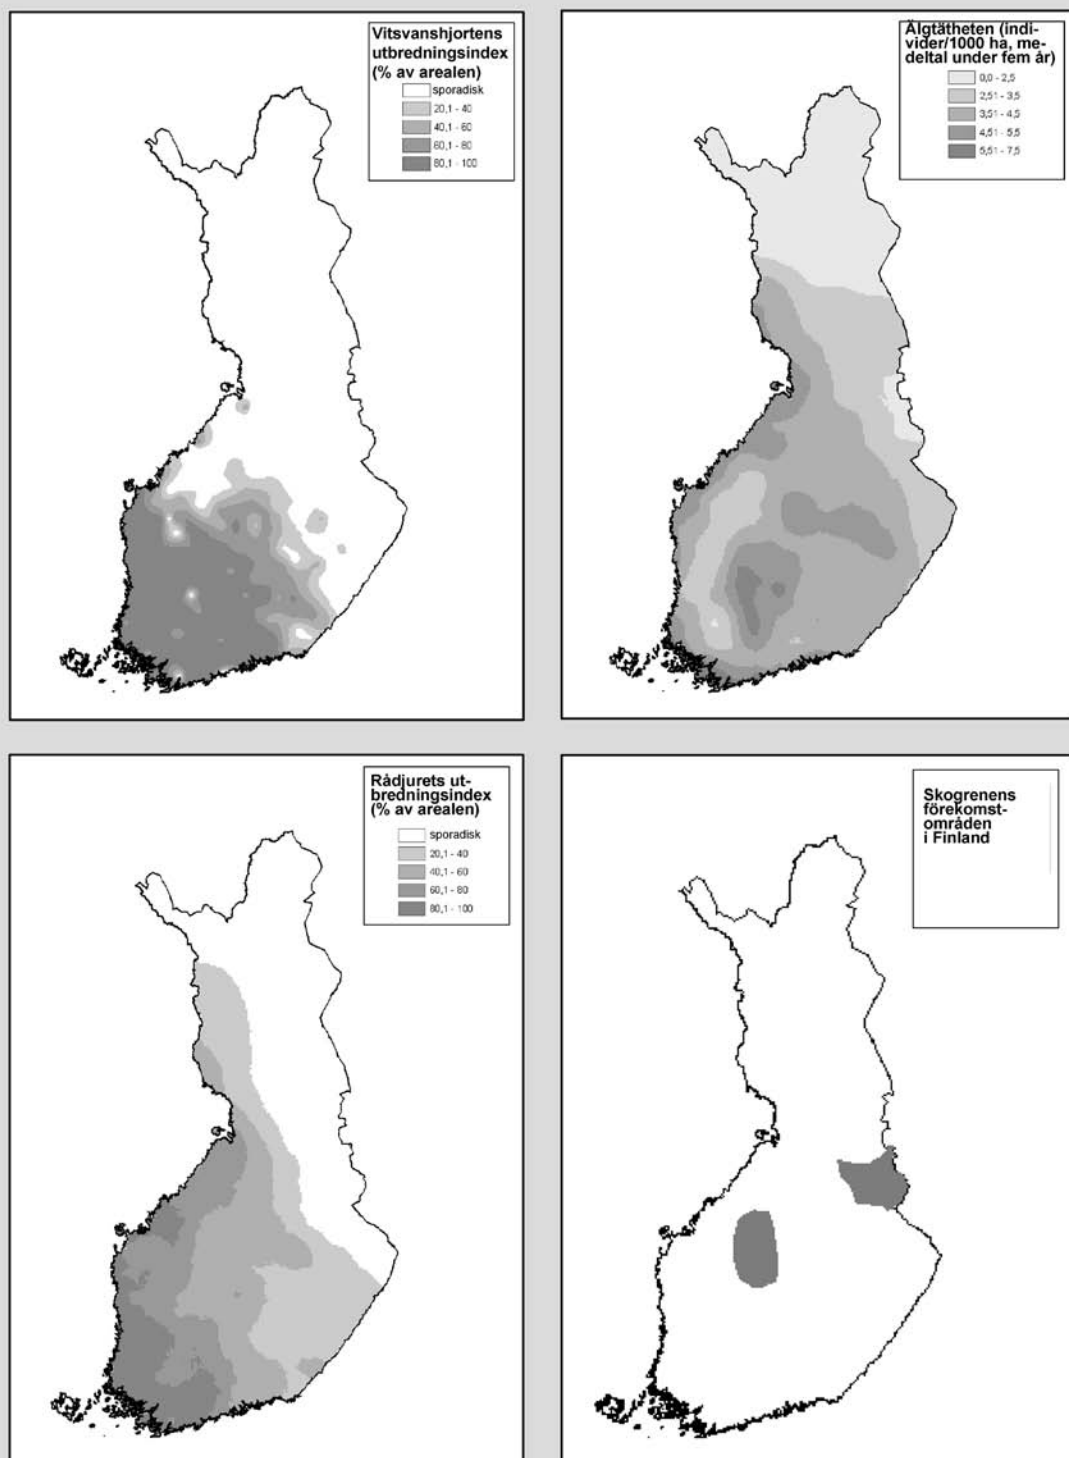 Vitsvanshjortens
utbredningsindex
(% av arealen)
sporadisk
20,1 - 40
40,1 - 60
60,1 - 80
80,1 - 100
Älgtätheten (indi-
vider/1000 ha, me-
deltal under fem år)
0,0 - 2,5
2,51 - 3,5
3,51 - 4,5
4,51 - 5,5
5,51 - 7,5
Rådjurets ut-
bredningsindex
(% av arealen)
sporadisk
20,1 - 40
40,1 - 60
60,1 - 80
80,1 - 100
Skogrenens
förekomst-
områden
i Finland